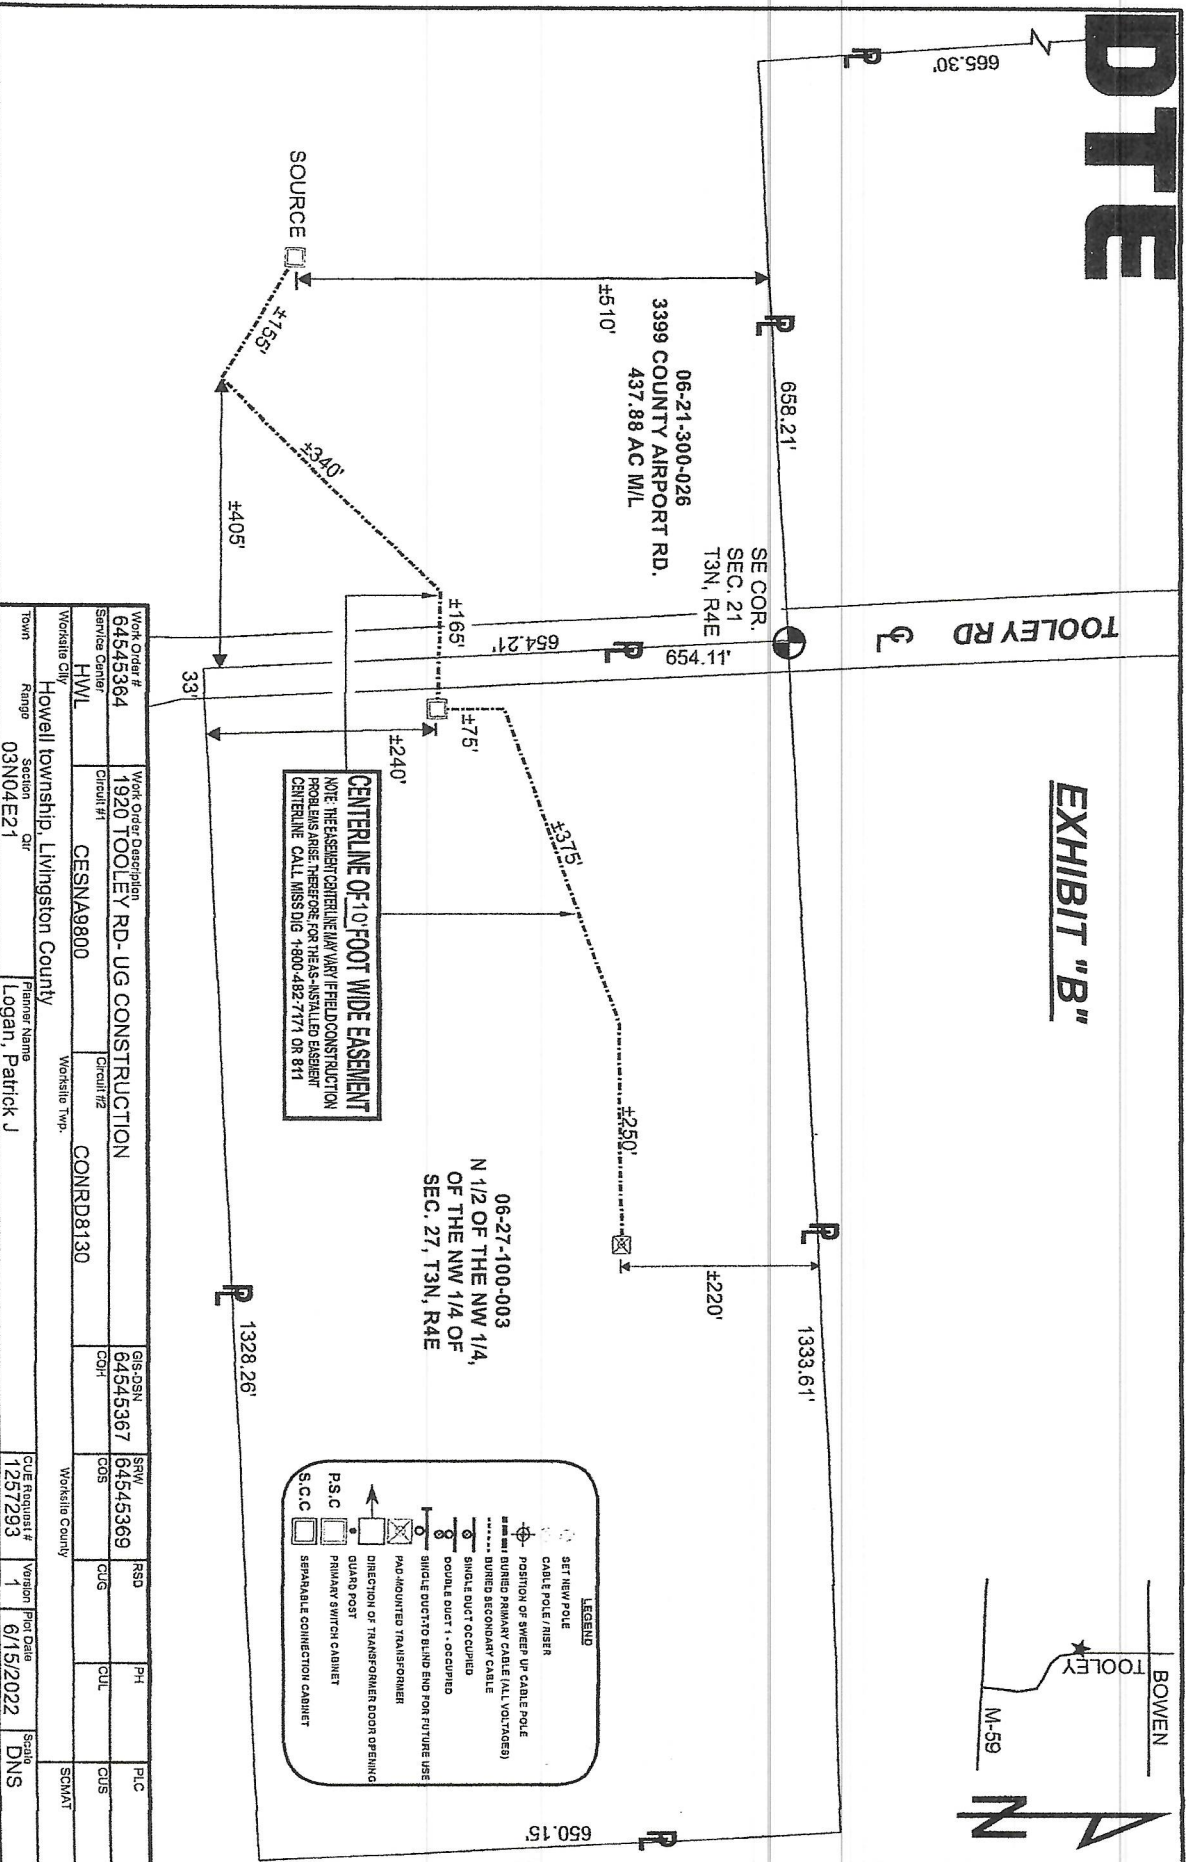 DTE
EXHIBIT "B"
BOWEN
TOOLEY
M-59
N
665.30'
PL
TOOLEY RD
CL
PL
658.21'
SE COR.
SEC. 21
T3N, R4E
PL
1333.61'
06-21-300-026
3399 COUNTY AIRPORT RD.
437.88 AC M/L
±510'
654.11'
PL
654.21'
±220'
650.15'
PL
SOURCE
±755'
±340'
±165'
±75'
±375'
±250'
±405'
±240'
33'
06-27-100-003
N 1/2 OF THE NW 1/4,
OF THE NW 1/4 OF
SEC. 27, T3N, R4E
CENTERLINE OF 10' FOOT WIDE EASEMENT
NOTE: THE EASEMENT CENTERLINE MAY VARY IF FIELD CONSTRUCTION
PROBLEMS ARISE. THEREFORE, FOR THE AS-INSTALLED EASEMENT
CENTERLINE CALL MISS DIG 1-800-482-7171 OR 811
PL
1328.26'
LEGEND
SET NEW POLE
CABLE POLE / RISER
POSITION OF SWEEP UP CABLE POLE
BURIED PRIMARY CABLE (ALL VOLTAGES)
BURIED SECONDARY CABLE
SINGLE DUCT OCCUPIED
DOUBLE DUCT 1 - OCCUPIED
SINGLE DUCT-TO BLIND END FOR FUTURE USE
PAD-MOUNTED TRANSFORMER
DIRECTION OF TRANSFORMER DOOR OPENING
GUARD POST
P.S.C PRIMARY SWITCH CABINET
S.C.C SEPARABLE CONNECTION CABINET
Work Order # Work Order Description GIS-DSN SRW RSD PH PLC
64545364 1920 TOOLEY RD- UG CONSTRUCTION 64545367 64545369
Service Center Circuit #1 Circuit #2 COH COS CUG CUL CUS
HWL CESNA9800 CONRD8130
Worksite City Worksite Twp. Worksite County SCMAT
Howell township, Livingston County
Town Range Section Qtr Planner Name CUE Request # Version Plot Date Scale
03N04E21 Logan, Patrick J 1257293 1 6/15/2022 DNS